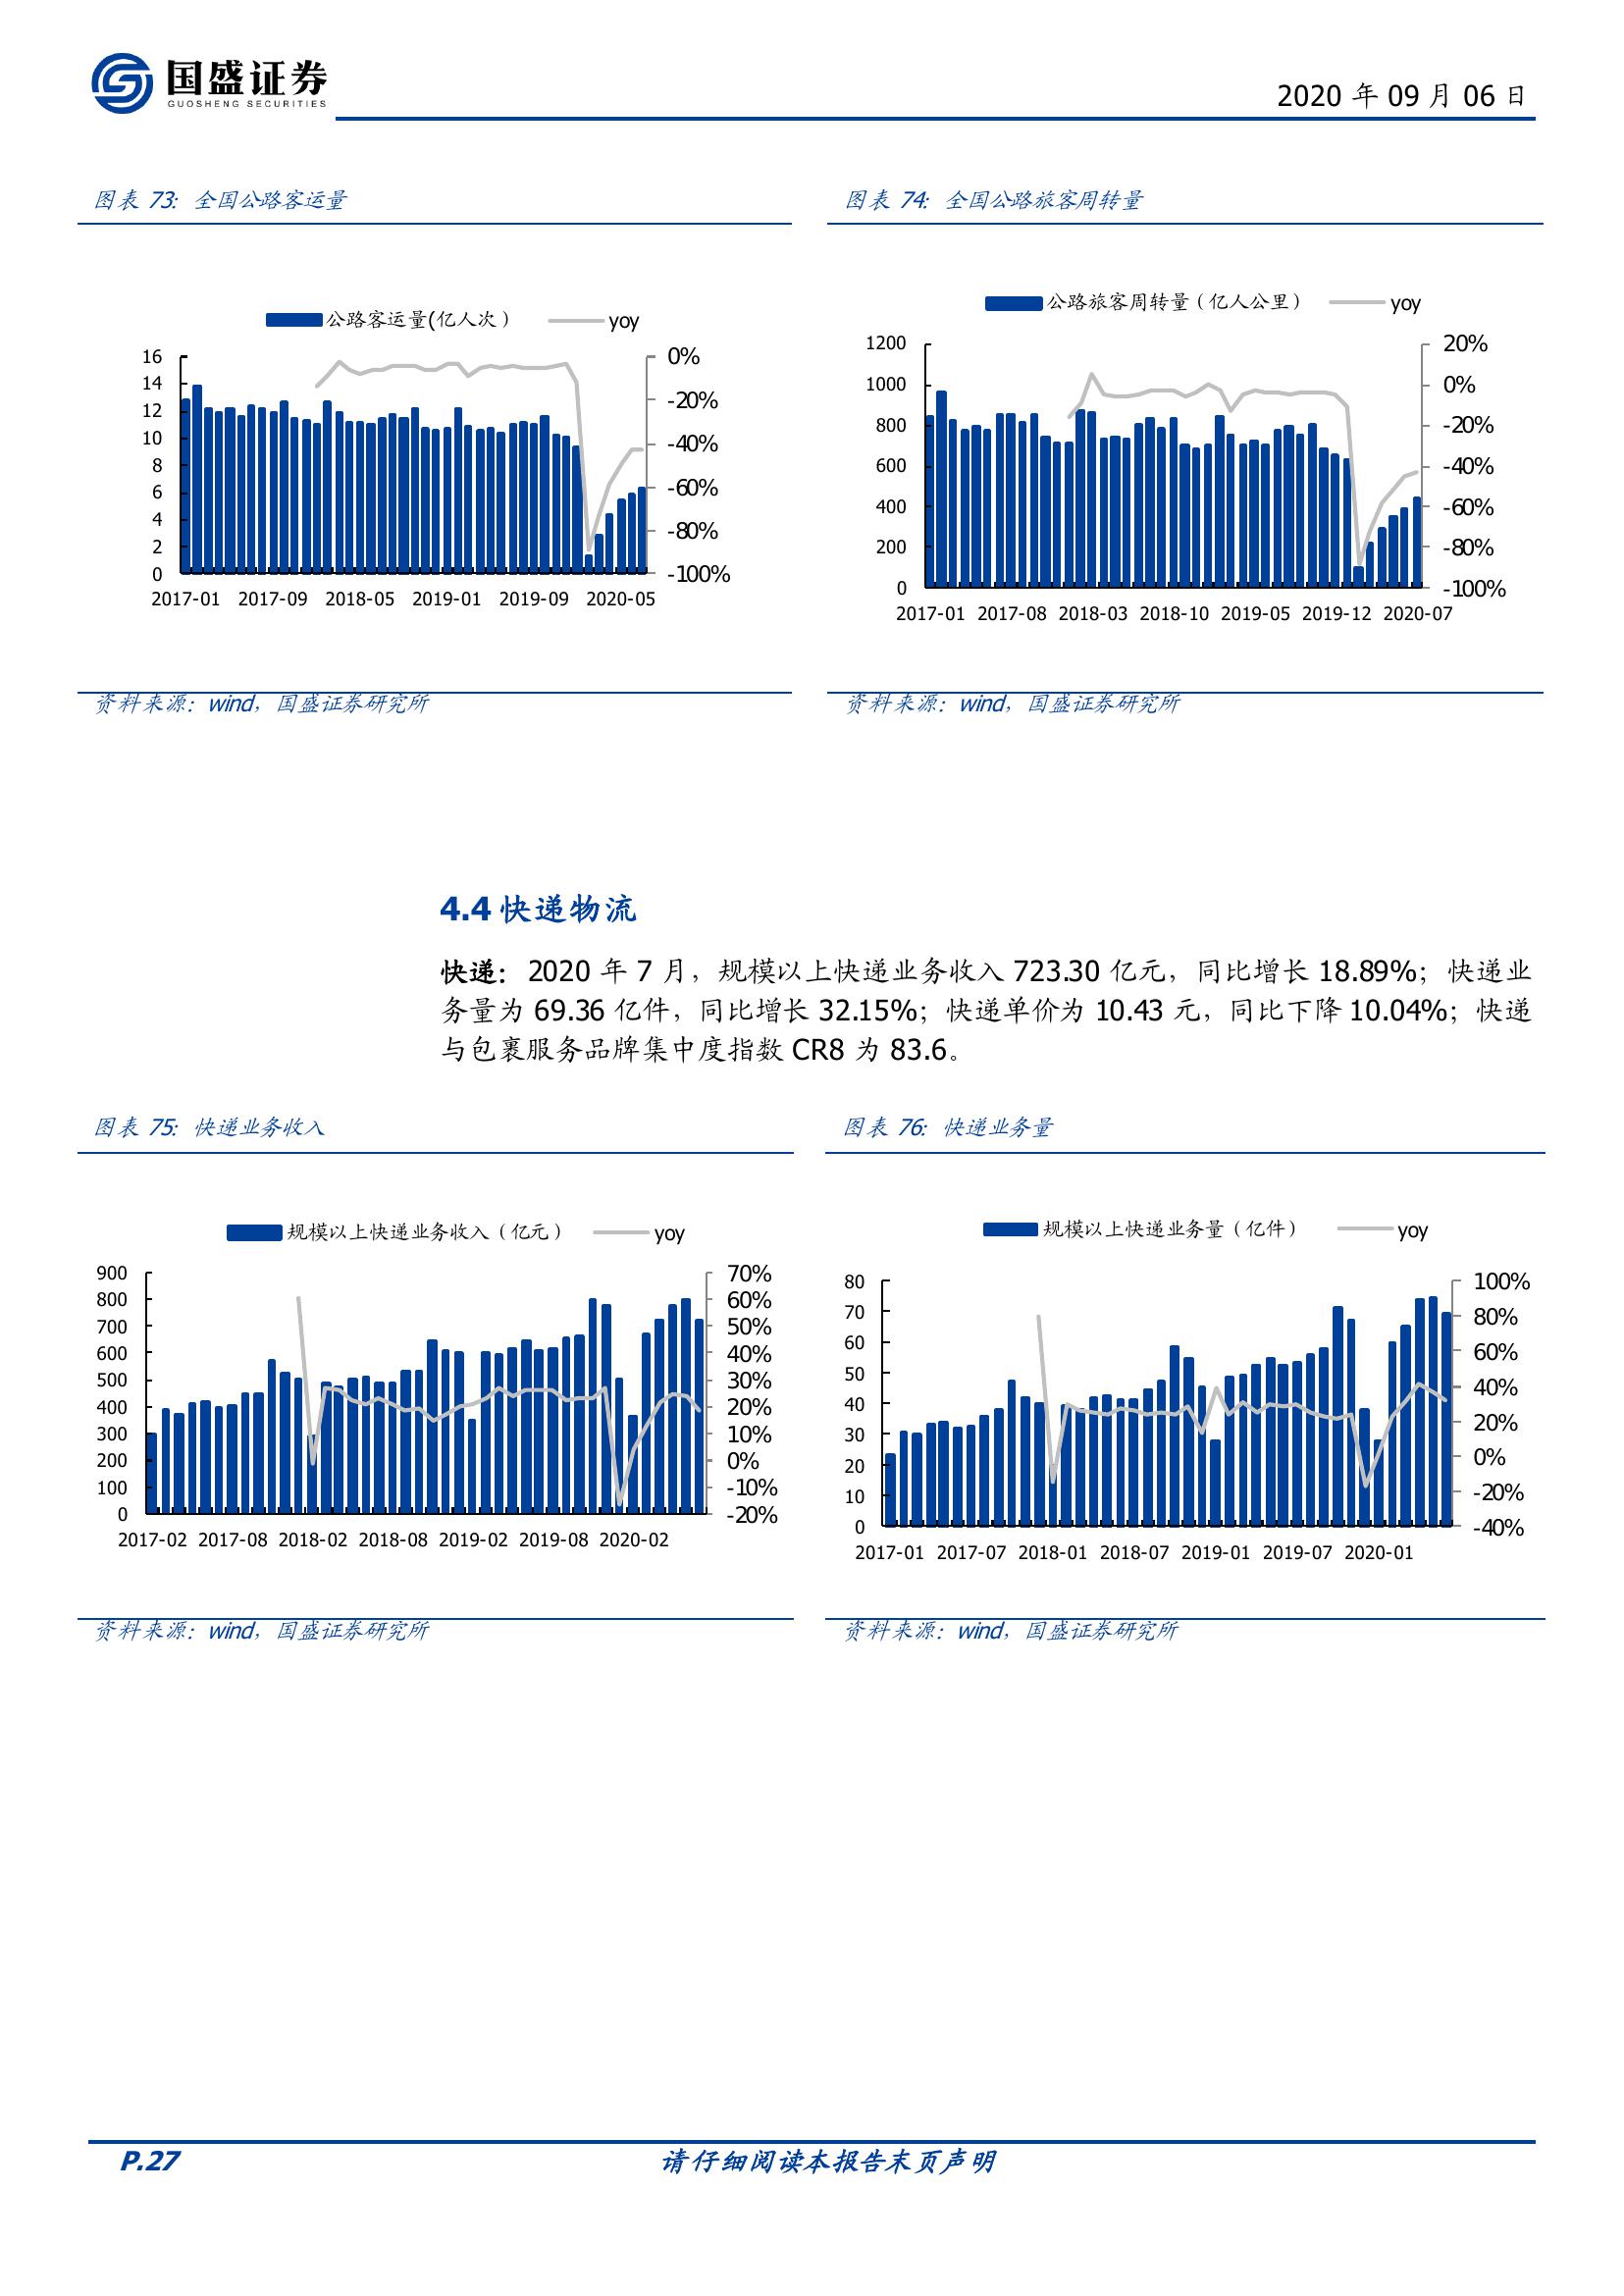 国盛证券
GUOSHENG SECURITIES
2020 年 09 月 06 日
图表 73: 全国公路客运量
公路客运量(亿人次)
yoy
16
14
12
10
8
6
4
2
0
0%
-20%
-40%
-60%
-80%
-100%
2017-01 2017-09 2018-05 2019-01 2019-09 2020-05
资料来源: wind，国盛证券研究所
图表 74: 全国公路旅客周转量
公路旅客周转量（亿人公里）
yoy
1200
1000
800
600
400
200
0
20%
0%
-20%
-40%
-60%
-80%
-100%
2017-01 2017-08 2018-03 2018-10 2019-05 2019-12 2020-07
资料来源: wind，国盛证券研究所
4.4 快递物流
快递：2020 年 7 月，规模以上快递业务收入 723.30 亿元，同比增长 18.89%；快递业
务量为 69.36 亿件，同比增长 32.15%；快递单价为 10.43 元，同比下降 10.04%；快递
与包裹服务品牌集中度指数 CR8 为 83.6。
图表 75: 快递业务收入
规模以上快递业务收入（亿元）
yoy
900
800
700
600
500
400
300
200
100
0
70%
60%
50%
40%
30%
20%
10%
0%
-10%
-20%
2017-02 2017-08 2018-02 2018-08 2019-02 2019-08 2020-02
资料来源: wind，国盛证券研究所
图表 76: 快递业务量
规模以上快递业务量（亿件）
yoy
80
70
60
50
40
30
20
10
0
100%
80%
60%
40%
20%
0%
-20%
-40%
2017-01 2017-07 2018-01 2018-07 2019-01 2019-07 2020-01
资料来源: wind，国盛证券研究所
P.27
请仔细阅读本报告末页声明